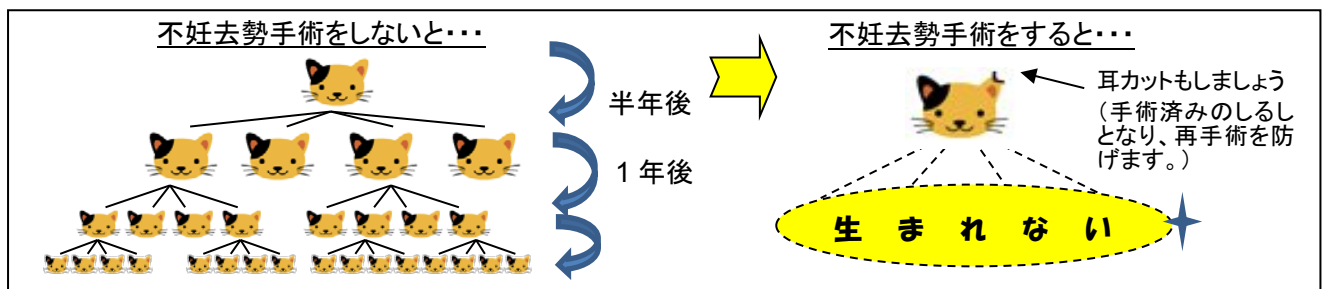 不妊去勢手術をしないと・・・
半年後
1年後
不妊去勢手術をすると・・・
耳カットもしましょう
（手術済みのしるし
となり、再手術を防
げます。）
生まれない